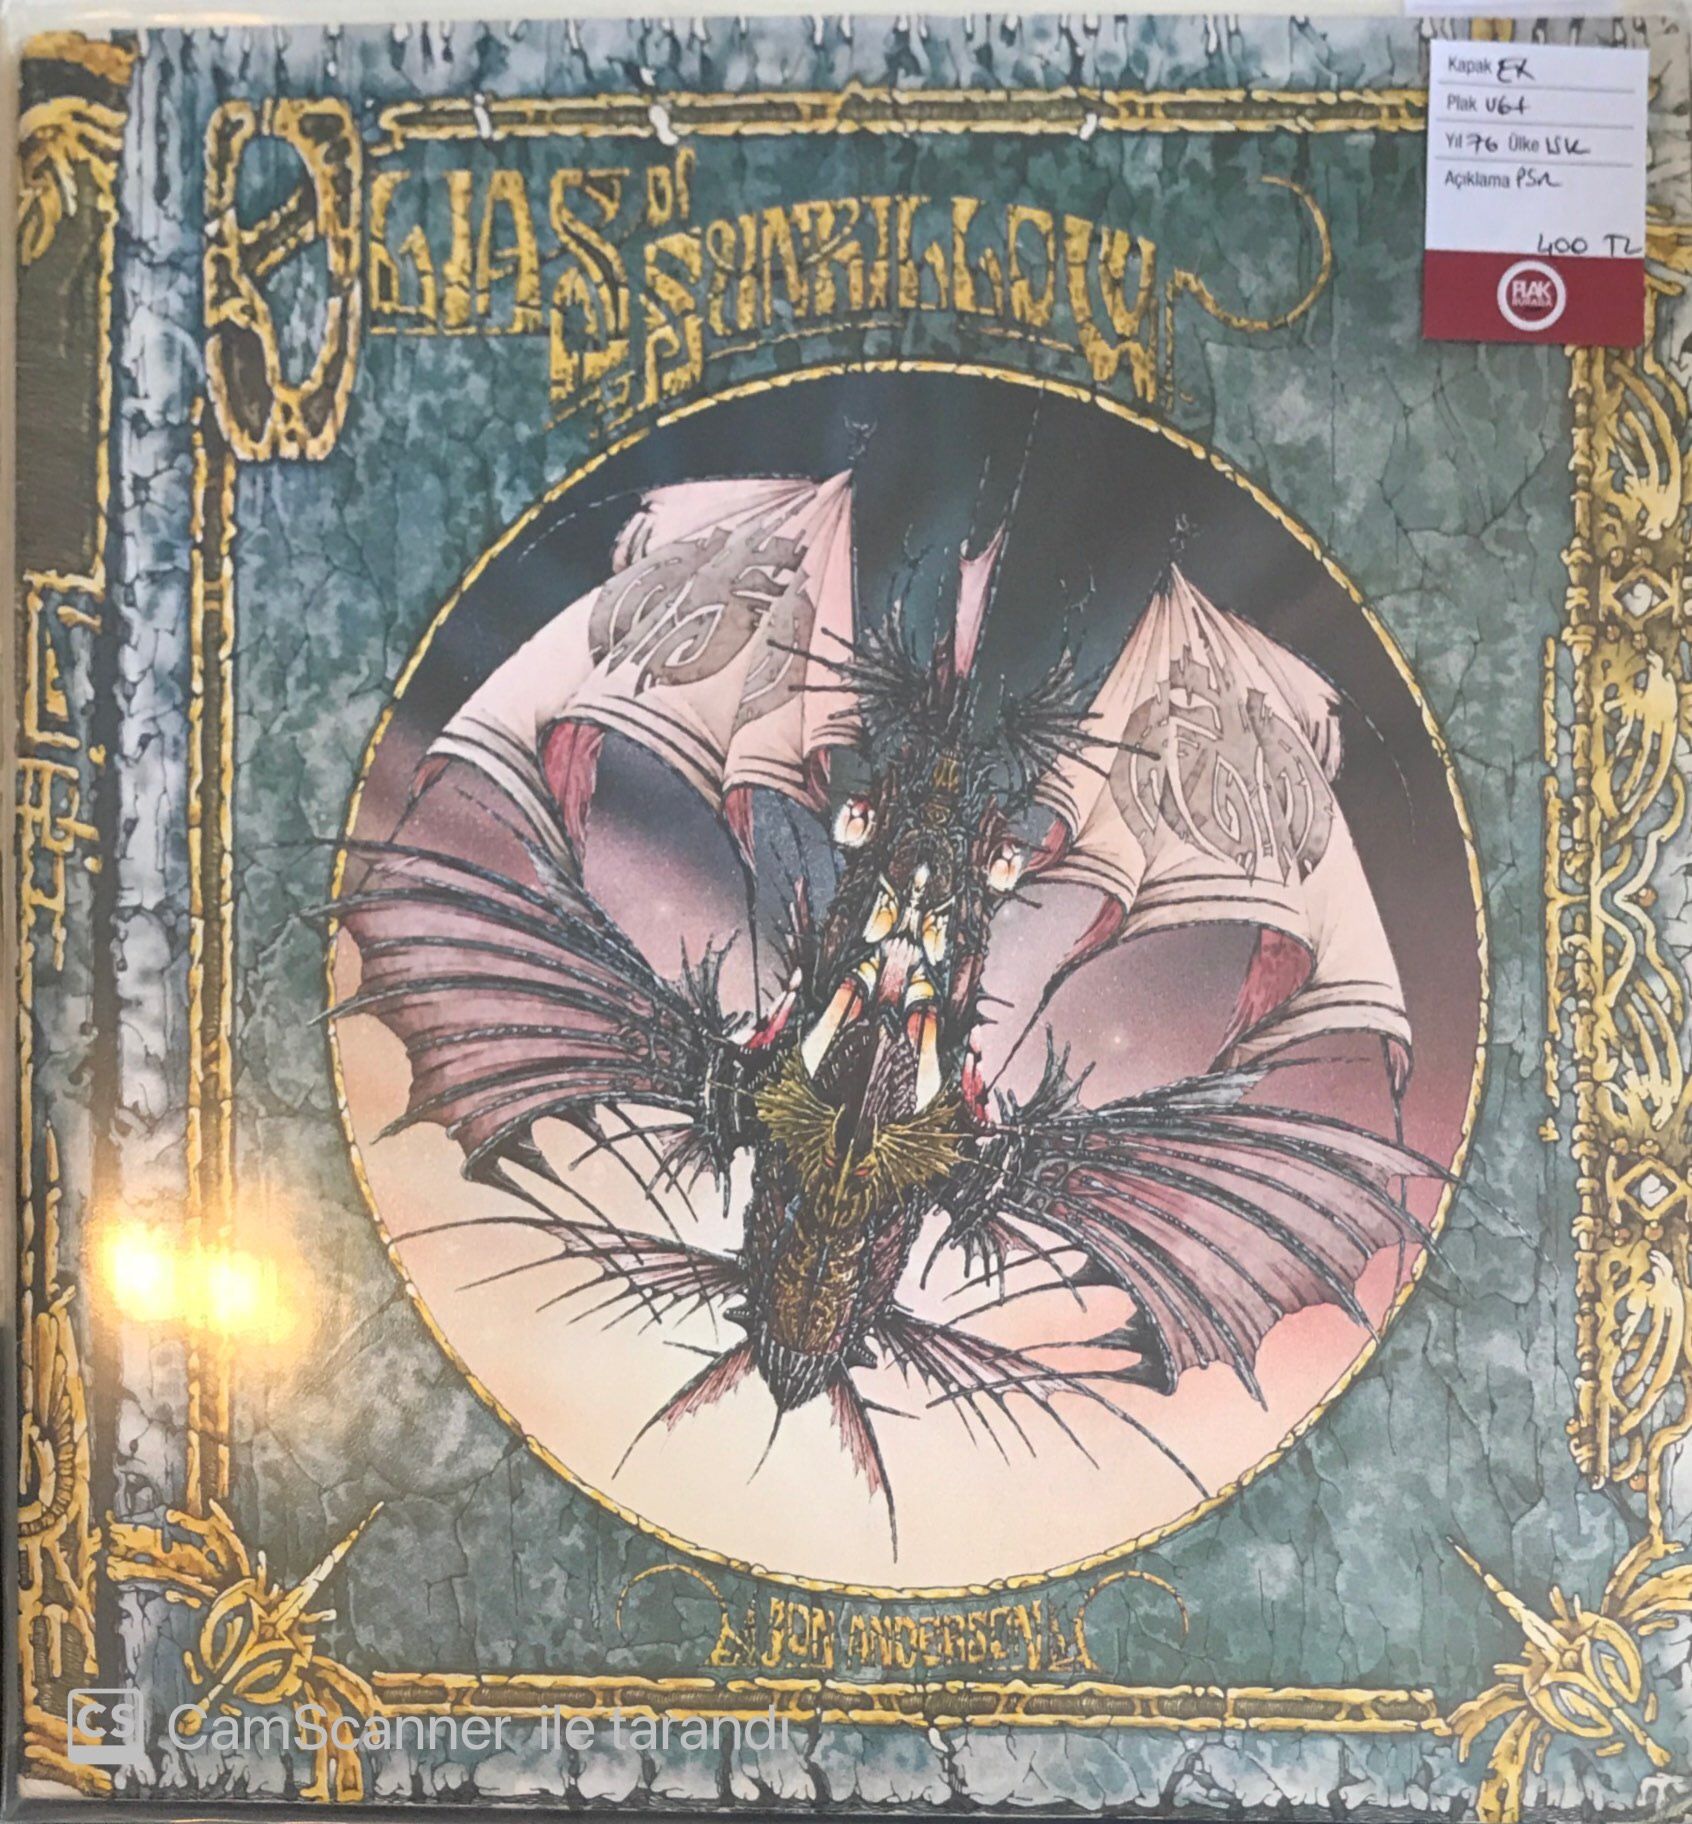 Kapak EX
Plak VG+
Yıl 76 Ülke UK
Açıklama
400 TL
PLAK
BURADA
OLIAS of SUNHILLOW
JON ANDERSON
CS CamScanner ile tarandı